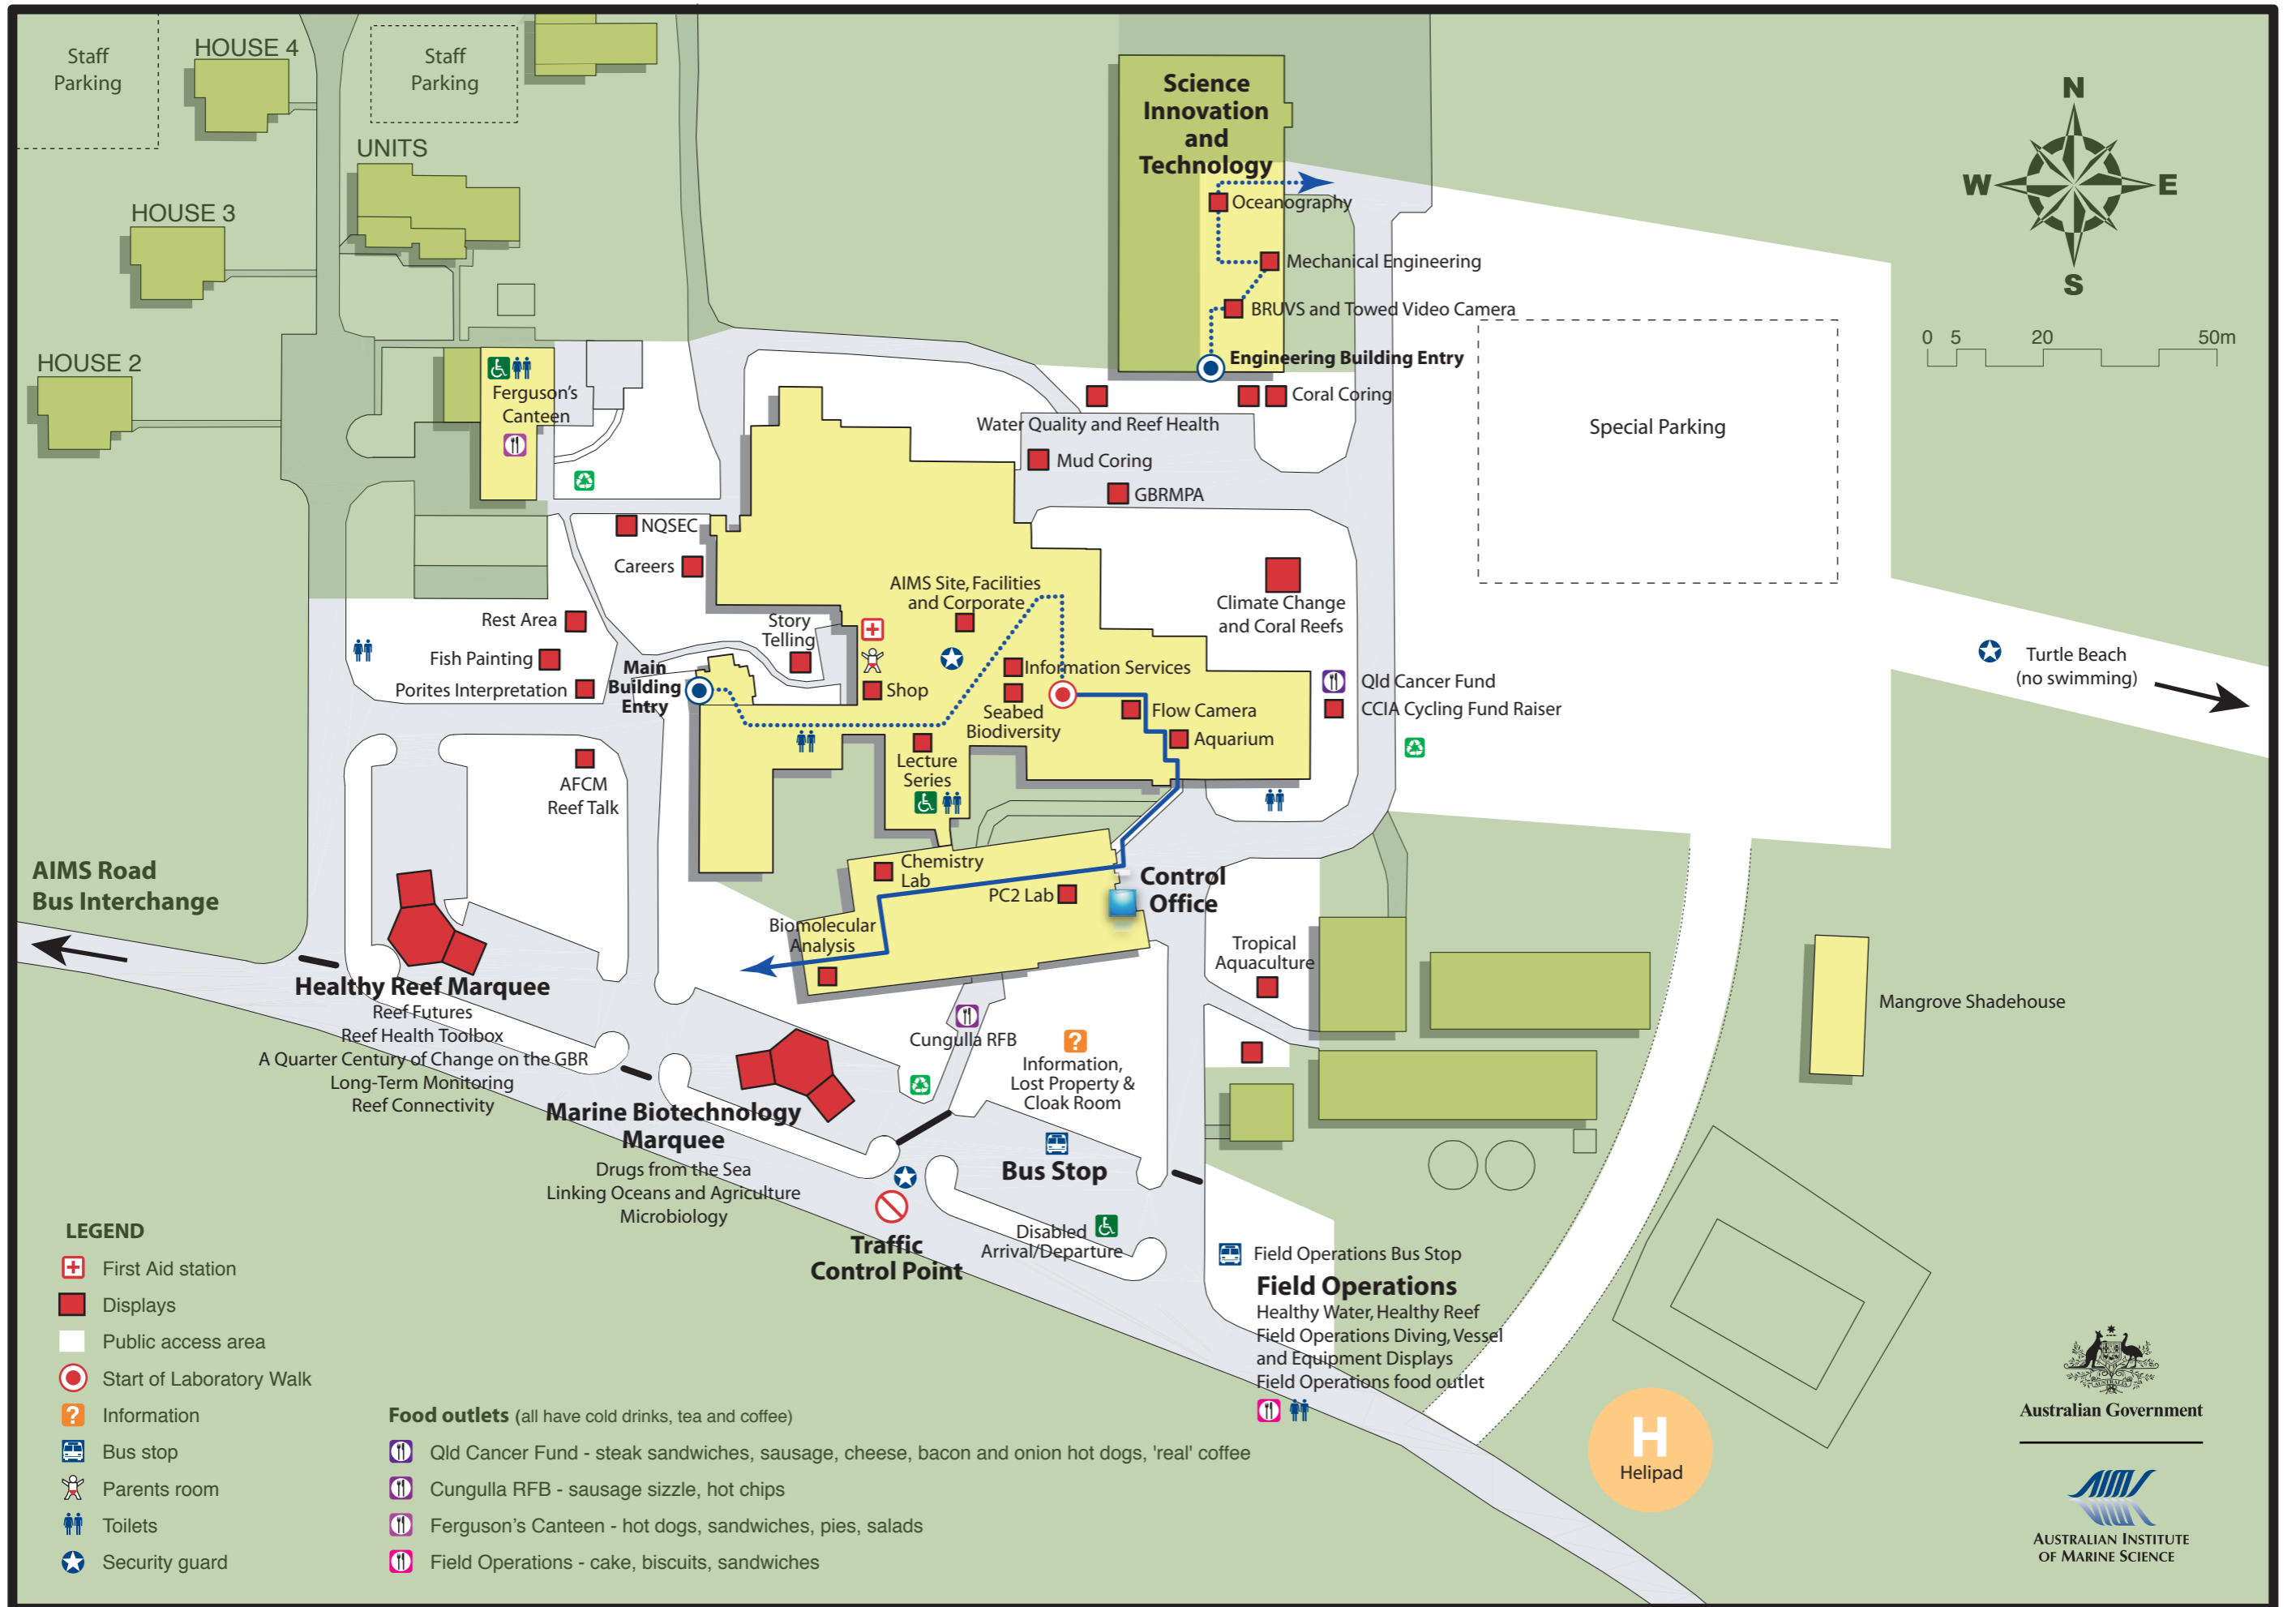 Staff
Parking
HOUSE 4
Staff
Parking
UNITS
HOUSE 3
HOUSE 2
Science
Innovation
and
Technology
Oceanography
Mechanical Engineering
BRUVS and Towed Video Camera
Engineering Building Entry
Coral Coring
Water Quality and Reef Health
Mud Coring
GBRMPA
N
W
E
S
0 5 20 50m
Special Parking
Ferguson's
Canteen
NQSEC
Careers
Rest Area
Fish Painting
Porites Interpretation
Main
Building
Entry
Story
Telling
AIMS Site, Facilities
and Corporate
Shop
Information Services
Seabed
Biodiversity
Flow Camera
Aquarium
Lecture
Series
Climate Change
and Coral Reefs
Qld Cancer Fund
CCIA Cycling Fund Raiser
Turtle Beach
(no swimming)
AFCM
Reef Talk
AIMS Road
Bus Interchange
Chemistry
Lab
PC2 Lab
Biomolecular
Analysis
Control
Office
Tropical
Aquaculture
Mangrove Shadehouse
Healthy Reef Marquee
Reef Futures
Reef Health Toolbox
A Quarter Century of Change on the GBR
Long-Term Monitoring
Reef Connectivity
Cungulla RFB
?
Information,
Lost Property &
Cloak Room
Marine Biotechnology
Marquee
Drugs from the Sea
Linking Oceans and Agriculture
Microbiology
Bus Stop
Disabled
Arrival/Departure
Traffic
Control Point
Field Operations Bus Stop
Field Operations
Healthy Water, Healthy Reef
Field Operations Diving, Vessel
and Equipment Displays
Field Operations food outlet
H
Helipad
LEGEND
First Aid station
Displays
Public access area
Start of Laboratory Walk
? Information
Bus stop
Parents room
Toilets
Security guard
Food outlets (all have cold drinks, tea and coffee)
Qld Cancer Fund - steak sandwiches, sausage, cheese, bacon and onion hot dogs, 'real' coffee
Cungulla RFB - sausage sizzle, hot chips
Ferguson's Canteen - hot dogs, sandwiches, pies, salads
Field Operations - cake, biscuits, sandwiches
Australian Government
AIMS
AUSTRALIAN INSTITUTE
OF MARINE SCIENCE